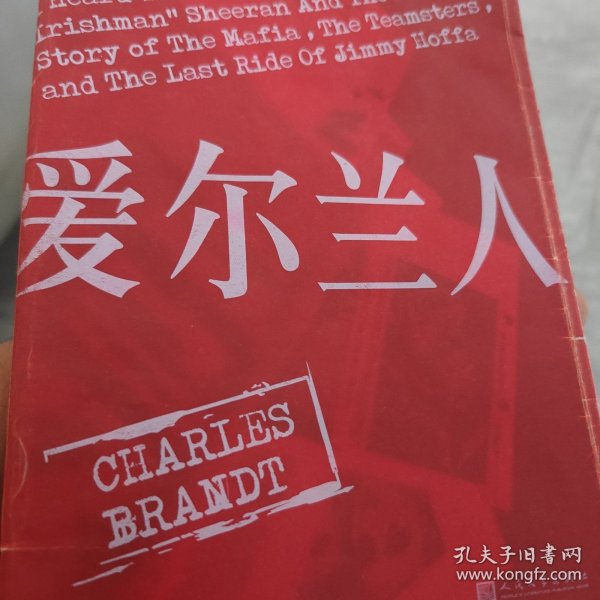 Irishman" Sheeran And The
Story of The Mafia, The Teamsters,
and The Last Ride Of Jimmy Hoffa
爱尔兰人
CHARLES
BRANDT
孔夫子旧书网
www.kongfz.com